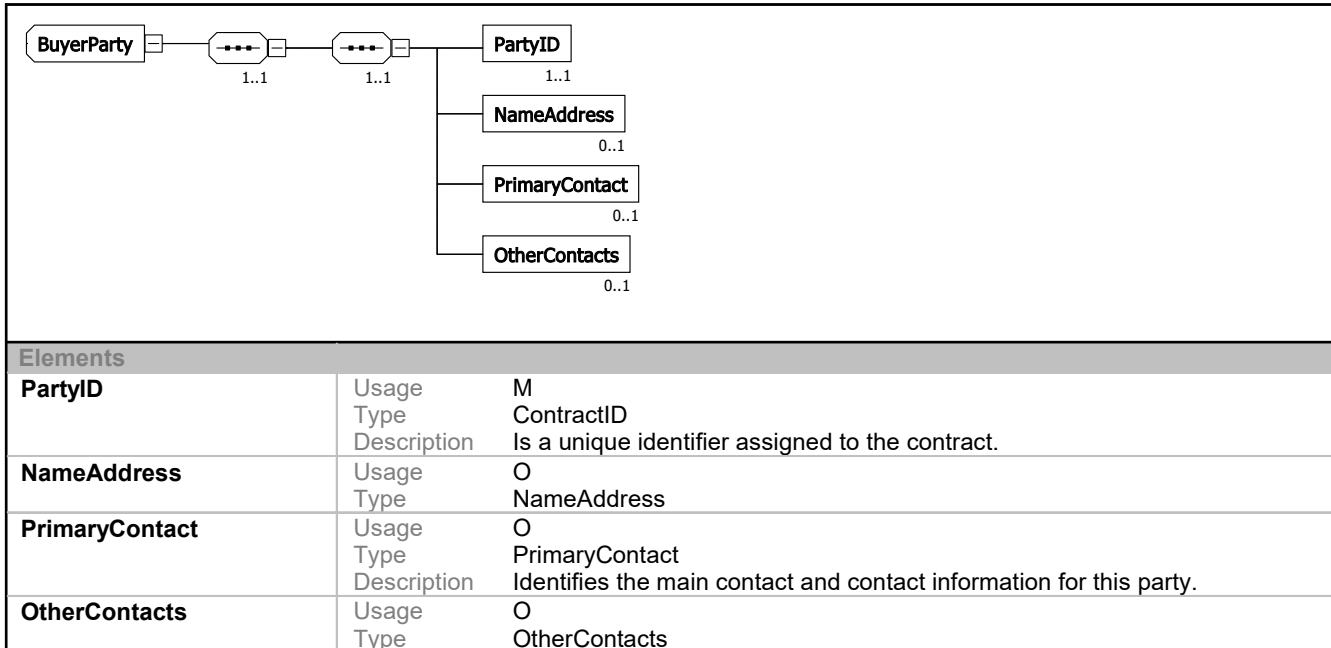 BuyerParty
1..1
1..1
PartyID
1..1
NameAddress
0..1
PrimaryContact
0..1
OtherContacts
0..1
Elements
PartyID Usage M
Type ContractID
Description Is a unique identifier assigned to the contract.
NameAddress Usage O
Type NameAddress
PrimaryContact Usage O
Type PrimaryContact
Description Identifies the main contact and contact information for this party.
OtherContacts Usage O
Type OtherContacts